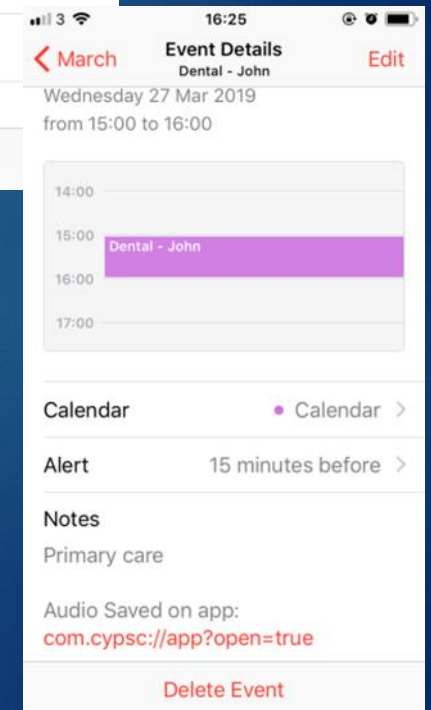 3 16:25
March Event Details Edit
Dental - John
Wednesday 27 Mar 2019
from 15:00 to 16:00
14:00
15:00
Dental - John
16:00
17:00
Calendar Calendar
Alert 15 minutes before
Notes
Primary care
Audio Saved on app:
com.cypsc://app?open=true
Delete Event